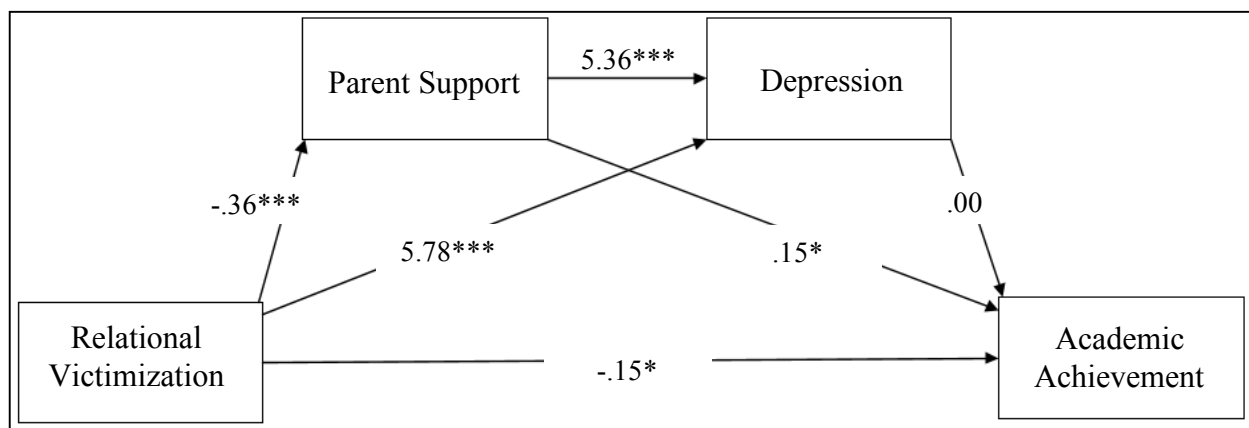 Parent Support
5.36***
Depression
-.36***
5.78***
.15*
.00
Relational
Victimization
-.15*
Academic
Achievement